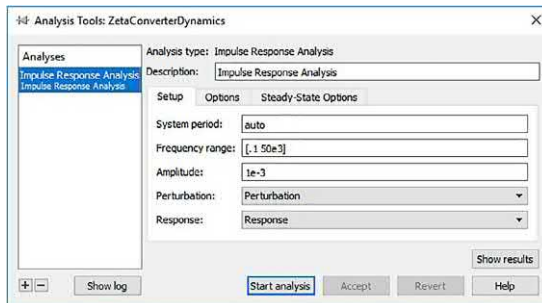 Analysis Tools: ZetaConverterDynamics
Analyses
Impulse Response Analysis
Impulse Response Analysis
Analysis type: Impulse Response Analysis
Description: Impulse Response Analysis
Setup Options Steady-State Options
System period: auto
Frequency range: [.1 50e3]
Amplitude: 1e-3
Perturbation: Perturbation
Response: Response
Show results
Show log Start analysis Accept Revert Help